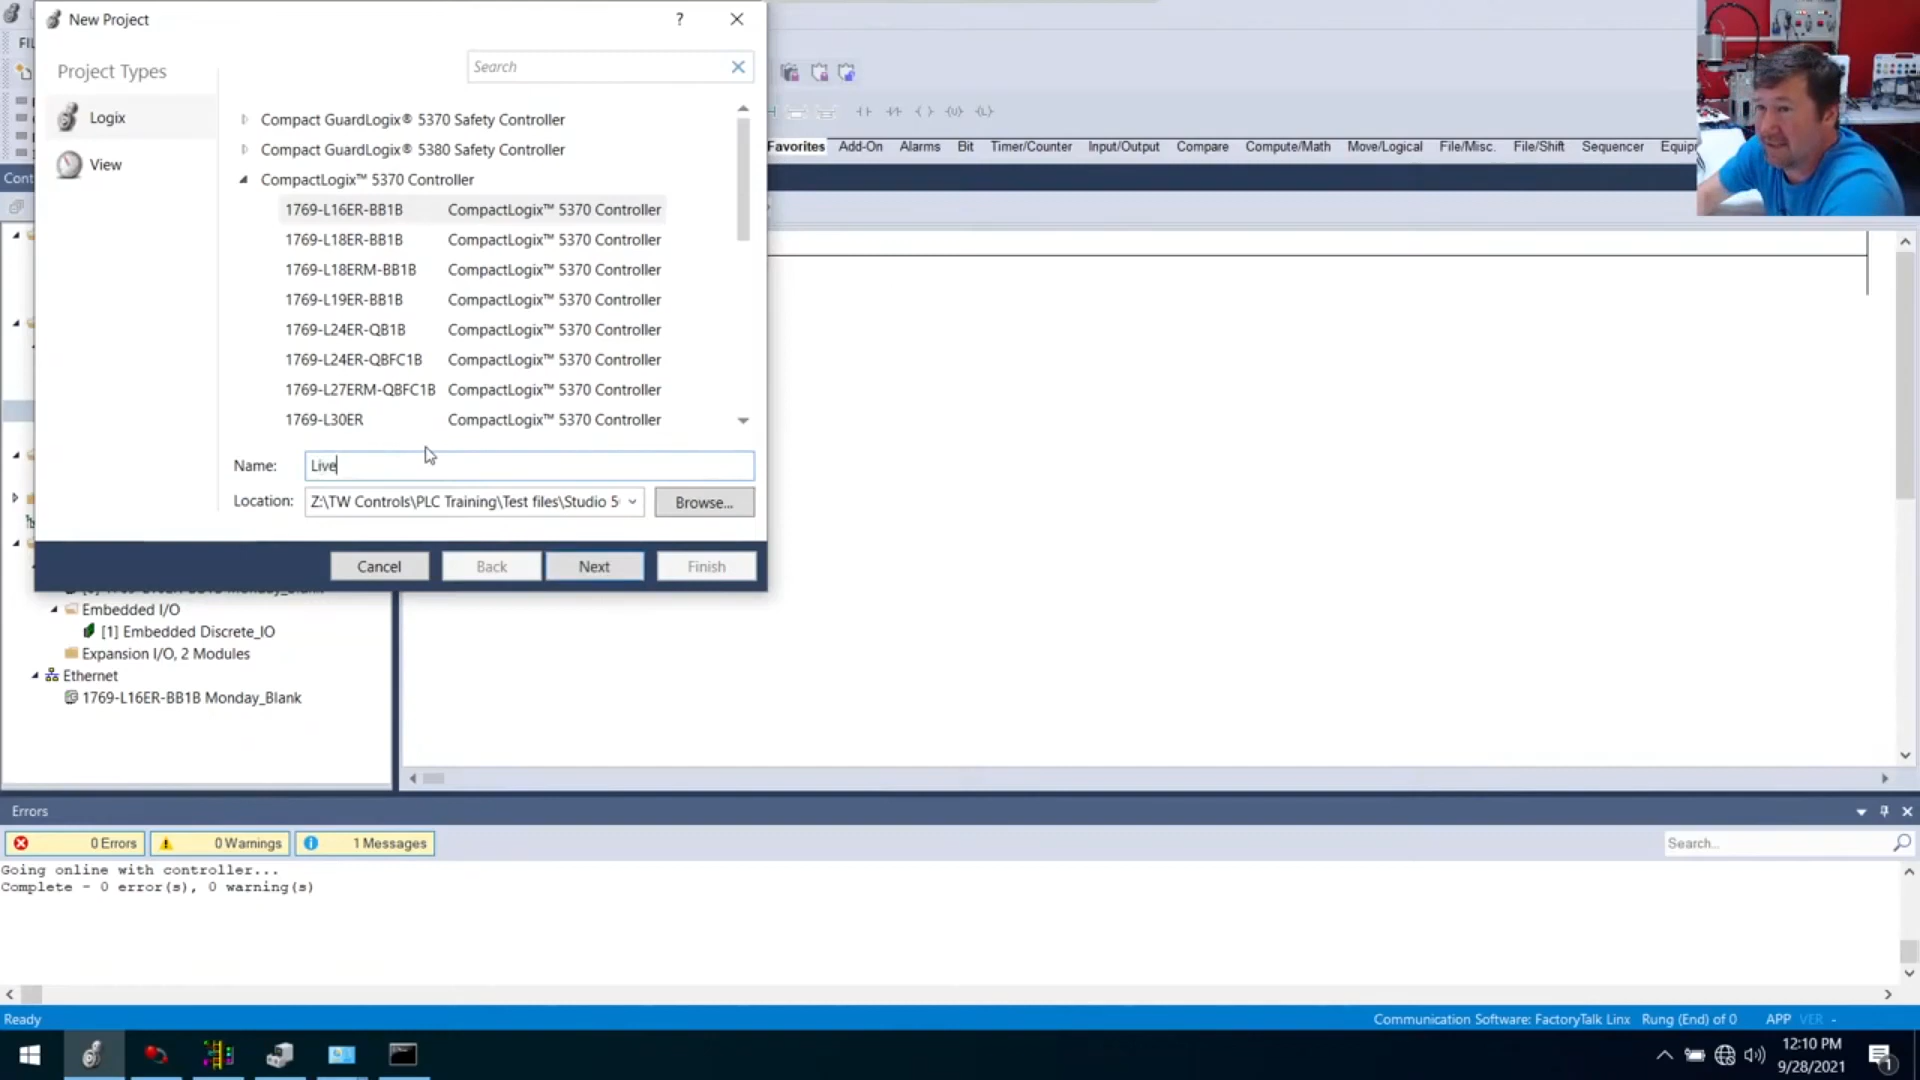 New Project
?
Project Types
Search
Logix
View
Compact GuardLogix® 5370 Safety Controller
Compact GuardLogix® 5380 Safety Controller
CompactLogix™ 5370 Controller
1769-L16ER-BB1B CompactLogix™ 5370 Controller
1769-L18ER-BB1B CompactLogix™ 5370 Controller
1769-L18ERM-BB1B CompactLogix™ 5370 Controller
1769-L19ER-BB1B CompactLogix™ 5370 Controller
1769-L24ER-QB1B CompactLogix™ 5370 Controller
1769-L24ER-QBFC1B CompactLogix™ 5370 Controller
1769-L27ERM-QBFC1B CompactLogix™ 5370 Controller
1769-L30ER CompactLogix™ 5370 Controller
Name: Live
Location: Z:\TW Controls\PLC Training\Test files\Studio 5 Browse...
Cancel Back Next Finish
Favorites Add-On Alarms Bit Timer/Counter Input/Output Compare Compute/Math Move/Logical File/Misc. File/Shift Sequencer Equip
Embedded I/O
[1] Embedded Discrete_IO
Expansion I/O, 2 Modules
Ethernet
1769-L16ER-BB1B Monday_Blank
Errors
0 Errors 0 Warnings 1 Messages Search...
Going online with controller...
Complete - 0 error(s), 0 warning(s)
Ready Communication Software: FactoryTalk Linx Rung (End) of 0 APP VER
12:10 PM
9/28/2021
1